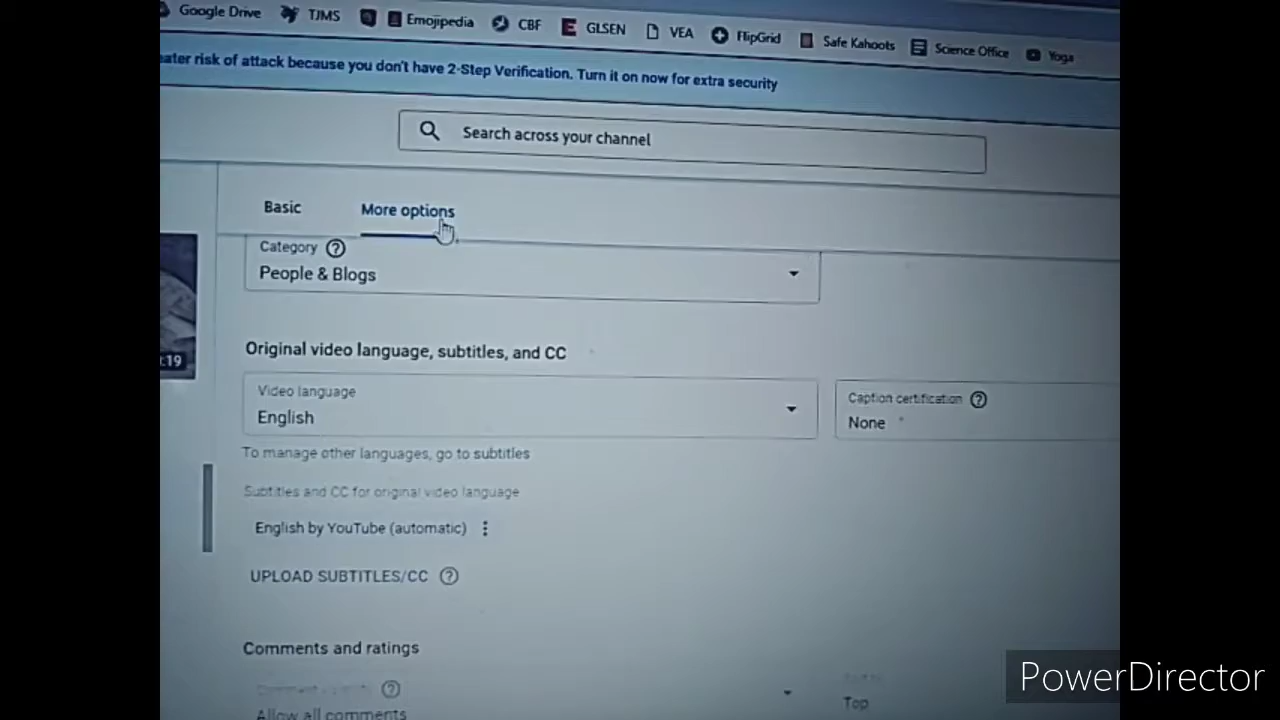 Google Drive TJMS Emojipedia CBF GLSEN VEA FlipGrid Safe Kahoots Science Office Yoga
eater risk of attack because you don't have 2-Step Verification. Turn it on now for extra security
Search across your channel
Basic More options
Category
People & Blogs
:19
Original video language, subtitles, and CC
Video language
English
Caption certification
None
To manage other languages, go to subtitles
Subtitles and CC for original video language
English by YouTube (automatic)
UPLOAD SUBTITLES/CC
Comments and ratings
Allow all comments
Top
PowerDirector